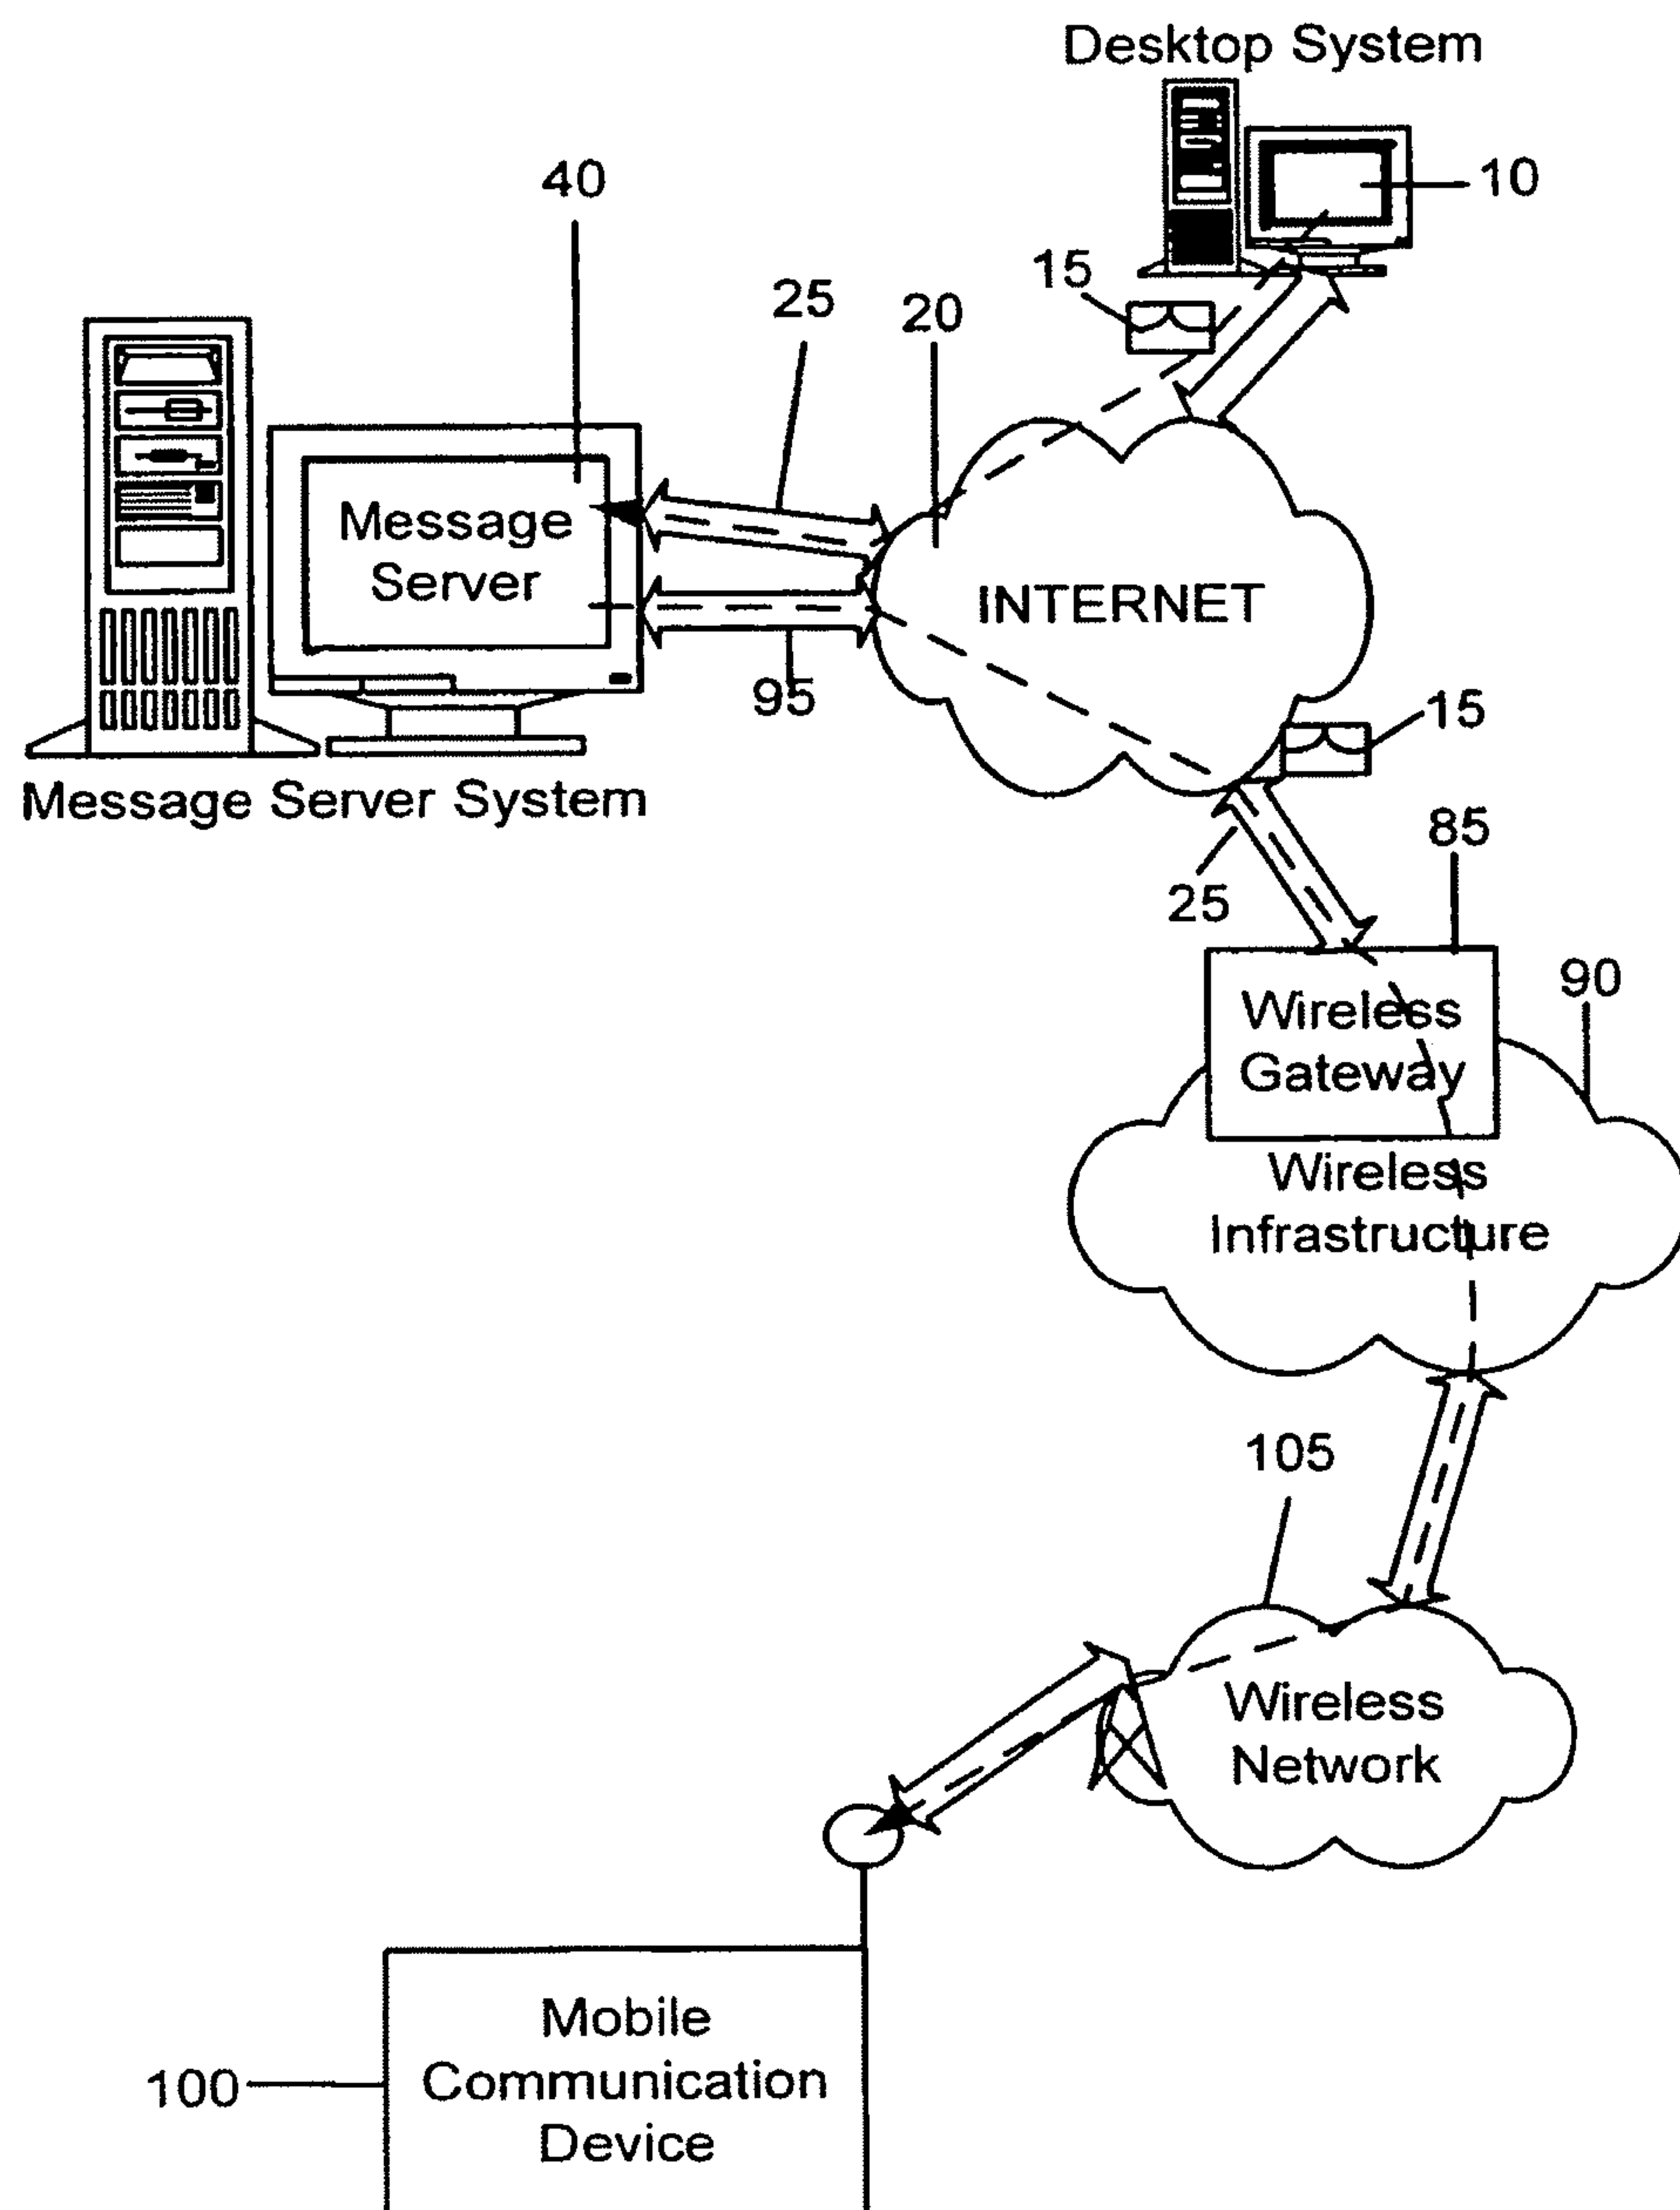 Desktop System
40
10
15
25
20
Message
Server
INTERNET
95
15
Message Server System
85
25
90
Wireless
Gateway
Wireless
Infrastructure
105
Wireless
Network
Mobile
100
Communication
Device